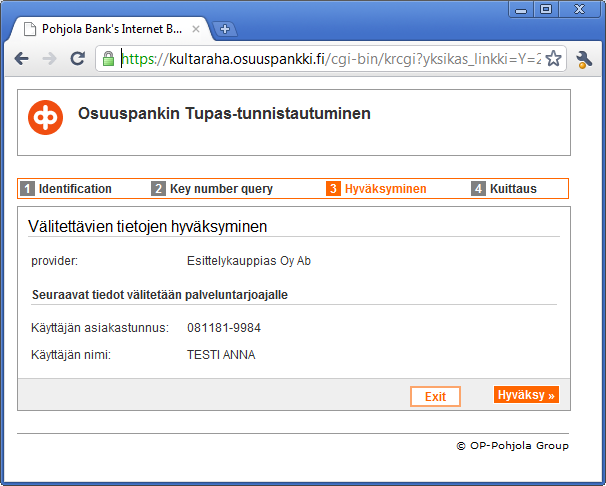 Pohjola Bank's Internet B...
https://kultaraha.osuuspankki.fi/cgi-bin/krcgi?yksikas_linkki=Y=2
Osuuspankin Tupas-tunnistautuminen
1 Identification 2 Key number query 3 Hyväksyminen 4 Kuittaus
Välitettävien tietojen hyväksyminen
provider: Esittelykauppias Oy Ab
Seuraavat tiedot välitetään palveluntarjoajalle
Käyttäjän asiakastunnus: 081181-9984
Käyttäjän nimi: TESTI ANNA
Exit Hyväksy »
© OP-Pohjola Group